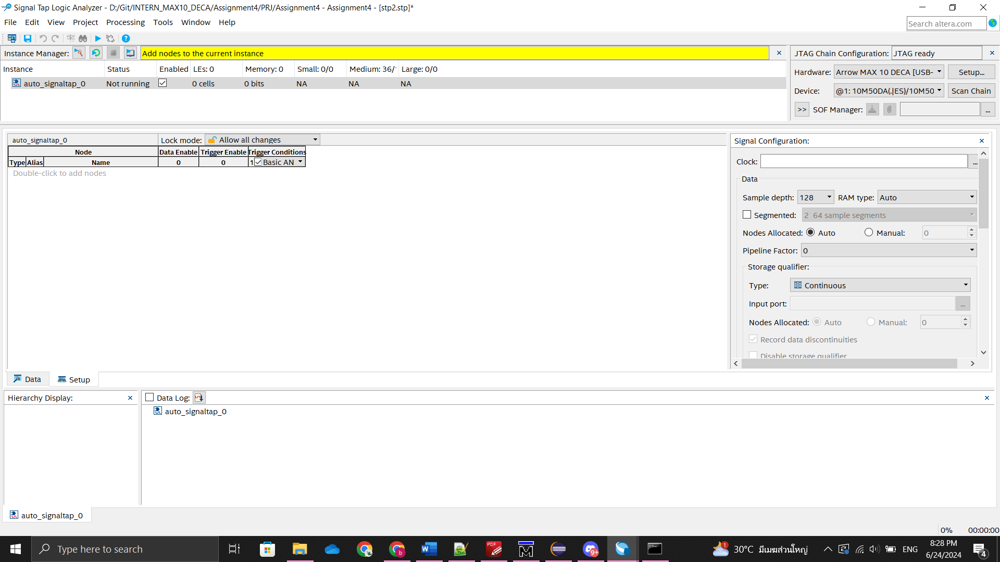 Signal Tap Logic Analyzer - D:/Git/INTERN_MAX10_DECA/Assignment4/PRJ/Assignment4 - Assignment4 - [stp2.stp]*
File Edit View Project Processing Tools Window Help
Search altera.com
Instance Manager: Add nodes to the current instance
JTAG Chain Configuration: JTAG ready
Instance Status Enabled LEs: 0 Memory: 0 Small: 0/0 Medium: 36/ Large: 0/0
auto_signaltap_0 Not running 0 cells 0 bits NA NA NA
Hardware: Arrow MAX 10 DECA [USB- Setup...
Device: @1: 10M50DA(.|ES)/10M50 Scan Chain
>> SOF Manager: ...
auto_signaltap_0 Lock mode: Allow all changes
Node Data Enable Trigger Enable Trigger Conditions
Type Alias Name 0 0 1 Basic AN
Double-click to add nodes
Signal Configuration:
Clock: ...
Data
Sample depth: 128 RAM type: Auto
Segmented: 2 64 sample segments
Nodes Allocated: Auto Manual: 0
Pipeline Factor: 0
Storage qualifier:
Type: Continuous
Input port: ...
Nodes Allocated: Auto Manual: 0
Record data discontinuities
Disable storage qualifier
Data Setup
Hierarchy Display:
Data Log:
auto_signaltap_0
auto_signaltap_0
0% 00:00:00
Type here to search
PDF
9+
1
30°C มีเมฆส่วนใหญ่
ENG
8:28 PM
6/24/2024
4